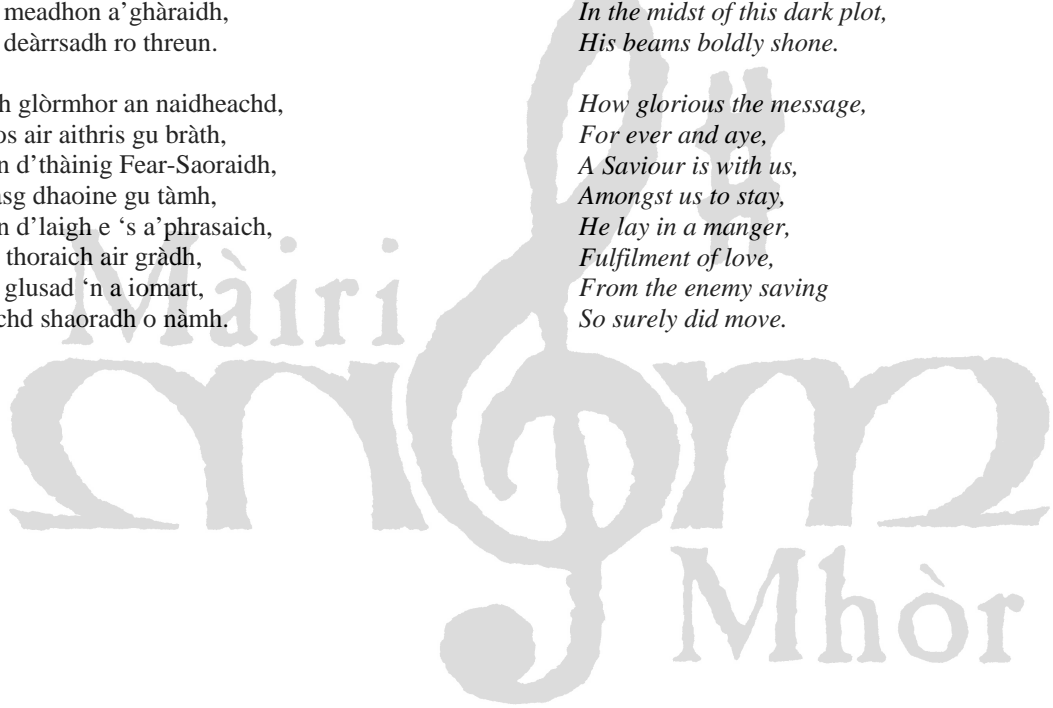 meadhon a'ghàraidh,
deàrrsadh ro threun.
h glòrmhor an naidheachd,
os air aithris gu bràth,
n d'thàinig Fear-Saoraidh,
sg dhaoine gu tàmh,
n d'laigh e ‘s a'phrasaich,
thoraich air gràdh,
glusad ‘n a iomart,
chd shaoradh o nàmh.
In the midst of this dark plot,
His beams boldly shone.
How glorious the message,
For ever and aye,
A Saviour is with us,
Amongst us to stay,
He lay in a manger,
Fulfilment of love,
From the enemy saving
So surely did move.
Màiri
Mhòr